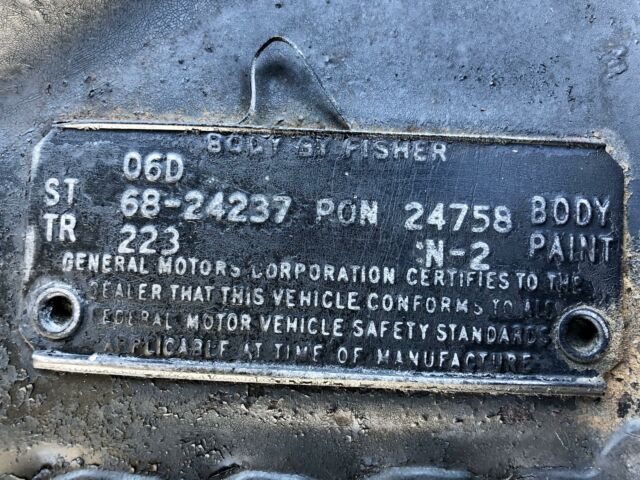 BODY BY FISHER
06D
ST 68-24237 PON 24758 BODY
TR 223 N-2 PAINT
GENERAL MOTORS CORPORATION CERTIFIES TO THE
DEALER THAT THIS VEHICLE CONFORMS TO ALL
FEDERAL MOTOR VEHICLE SAFETY STANDARDS
APPLICABLE AT TIME OF MANUFACTURE